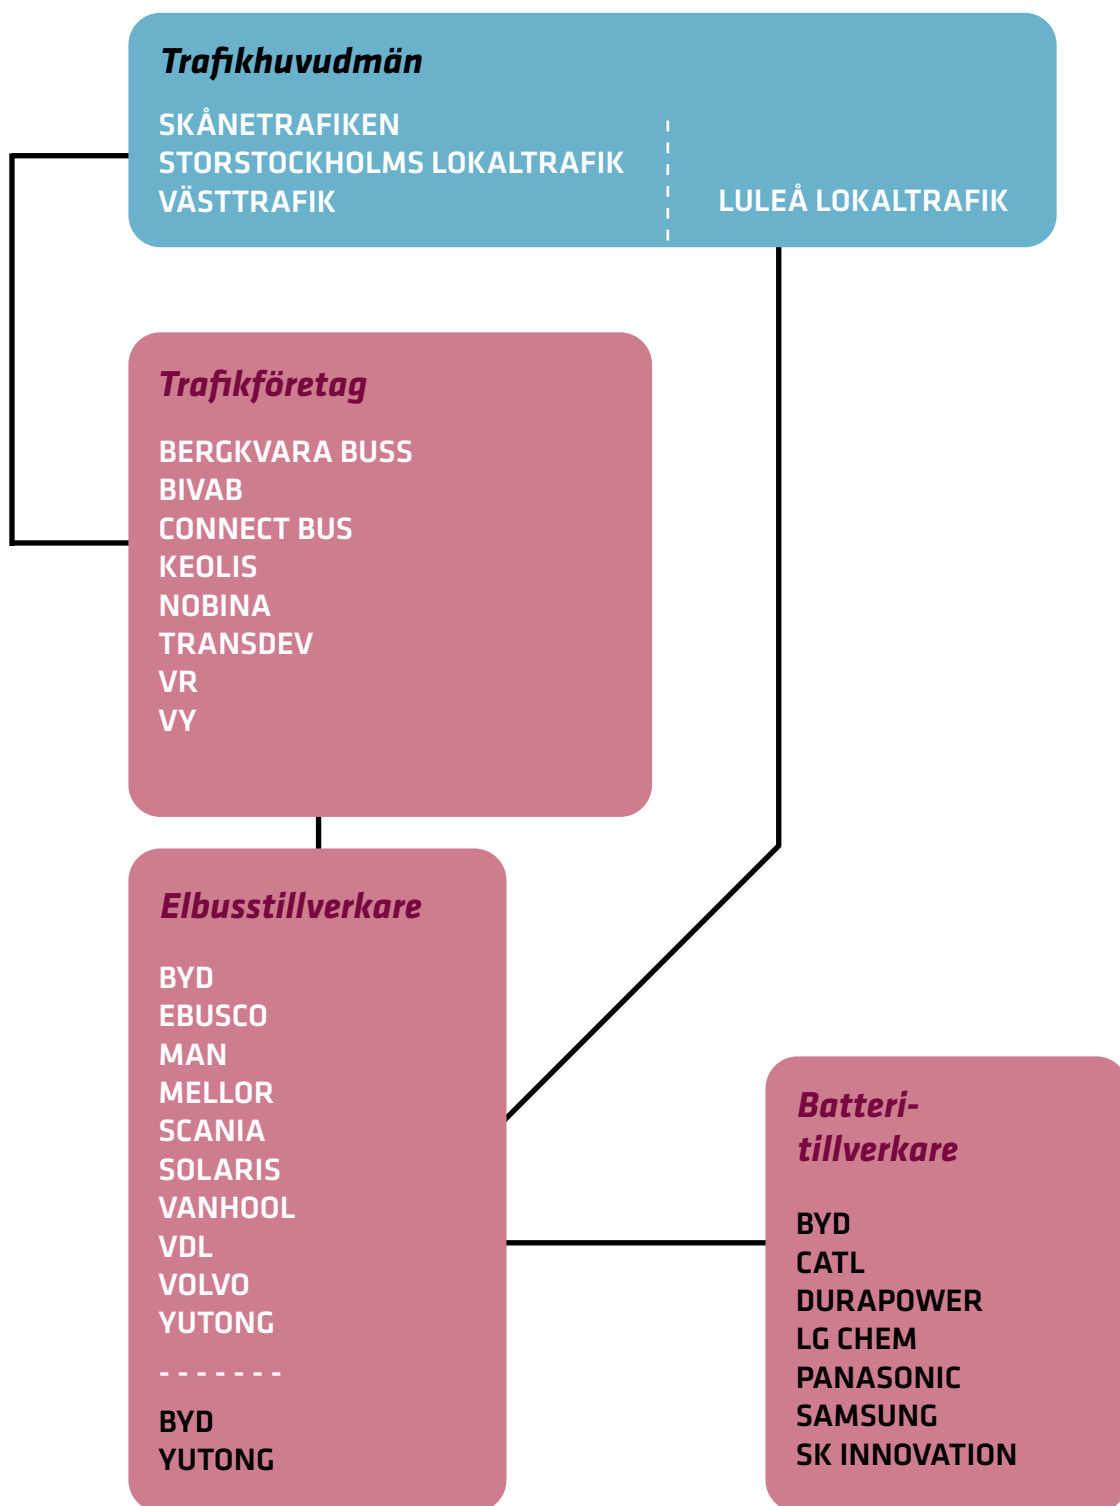 Trafikhuvudmän
SKÅNETRAFIKEN
STORSTOCKHOLMS LOKALTRAFIK
VÄSTTRAFIK
LULEÅ LOKALTRAFIK
Trafikföretag
BERGKVARA BUSS
BIVAB
CONNECT BUS
KEOLIS
NOBINA
TRANSDEV
VR
VY
Elbusstillverkare
BYD
EBUSCO
MAN
MELLOR
SCANIA
SOLARIS
VANHOOL
VDL
VOLVO
YUTONG
- - - - - - -
BYD
YUTONG
Batteri-
tillverkare
BYD
CATL
DURAPOWER
LG CHEM
PANASONIC
SAMSUNG
SK INNOVATION